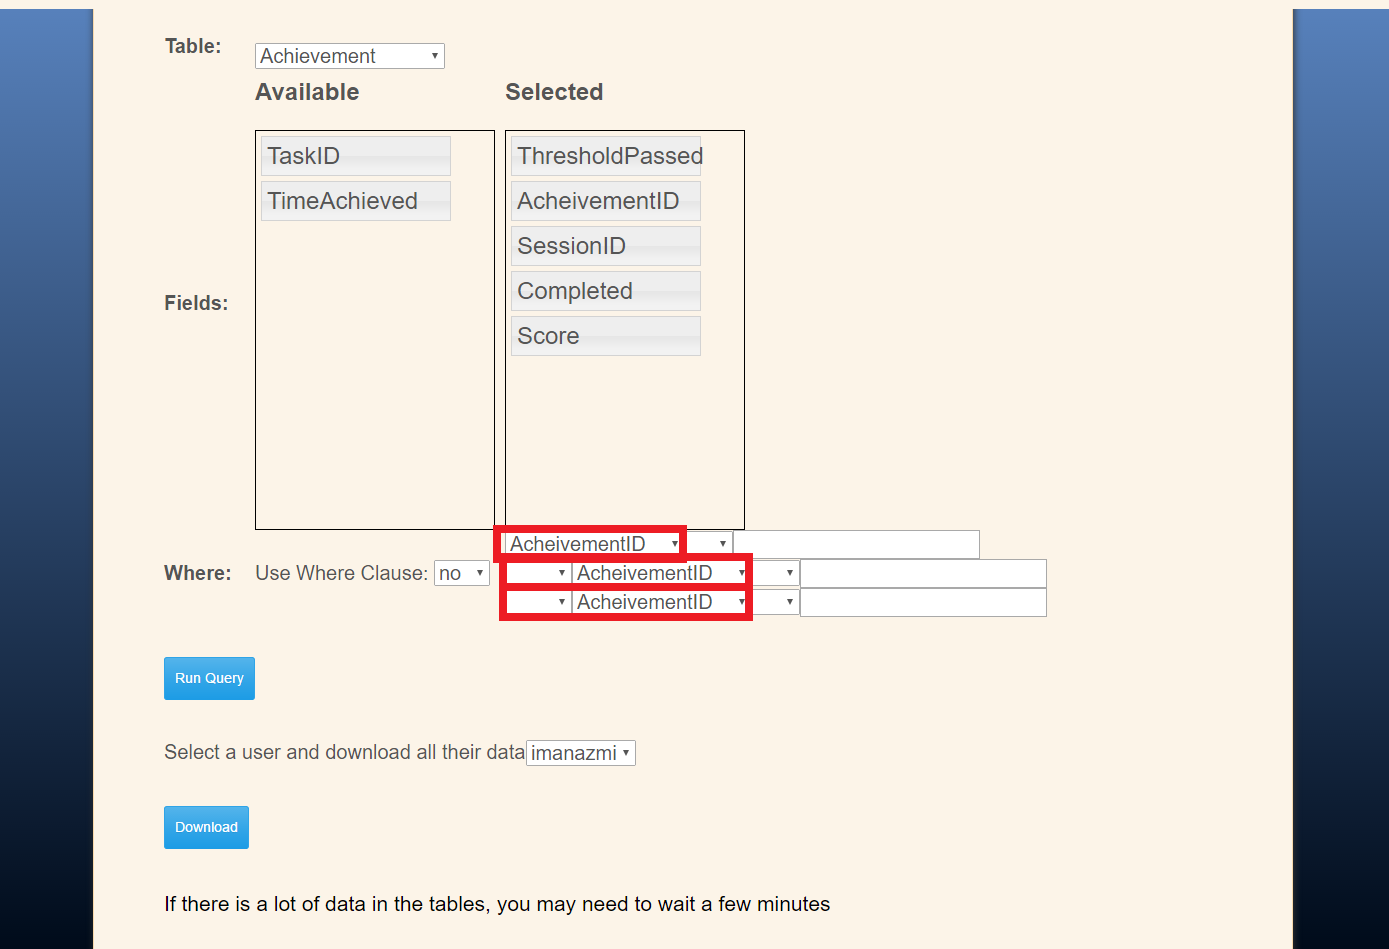 Table: Achievement
Available Selected
TaskID ThresholdPassed
TimeAchieved AcheivementID
SessionID
Fields: Completed
Score
AcheivementID
Where: Use Where Clause: no AcheivementID
AcheivementID
Run Query
Select a user and download all their data imanazmi
Download
If there is a lot of data in the tables, you may need to wait a few minutes